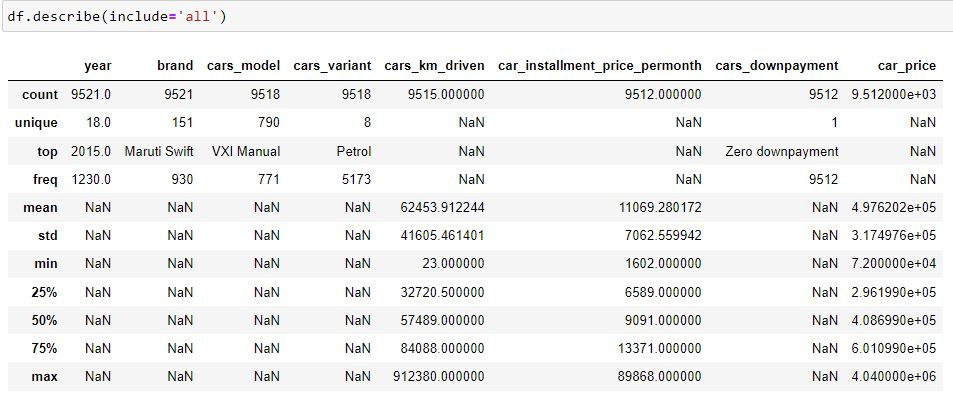 df.describe(include='all')
year brand cars_model cars_variant cars_km_driven car_installment_price_permonth cars_downpayment car_price
count 9521.0 9521 9518 9518 9515.000000 9512.000000 9512 9.512000e+03
unique 18.0 151 790 8 NaN NaN 1 NaN
top 2015.0 Maruti Swift VXI Manual Petrol NaN NaN Zero downpayment NaN
freq 1230.0 930 771 5173 NaN NaN 9512 NaN
mean NaN NaN NaN NaN 62453.912244 11069.280172 NaN 4.976202e+05
std NaN NaN NaN NaN 41605.461401 7062.559942 NaN 3.174976e+05
min NaN NaN NaN NaN 23.000000 1602.000000 NaN 7.200000e+04
25% NaN NaN NaN NaN 32720.500000 6589.000000 NaN 2.961990e+05
50% NaN NaN NaN NaN 57489.000000 9091.000000 NaN 4.086990e+05
75% NaN NaN NaN NaN 84088.000000 13371.000000 NaN 6.010990e+05
max NaN NaN NaN NaN 912380.000000 89868.000000 NaN 4.040000e+06